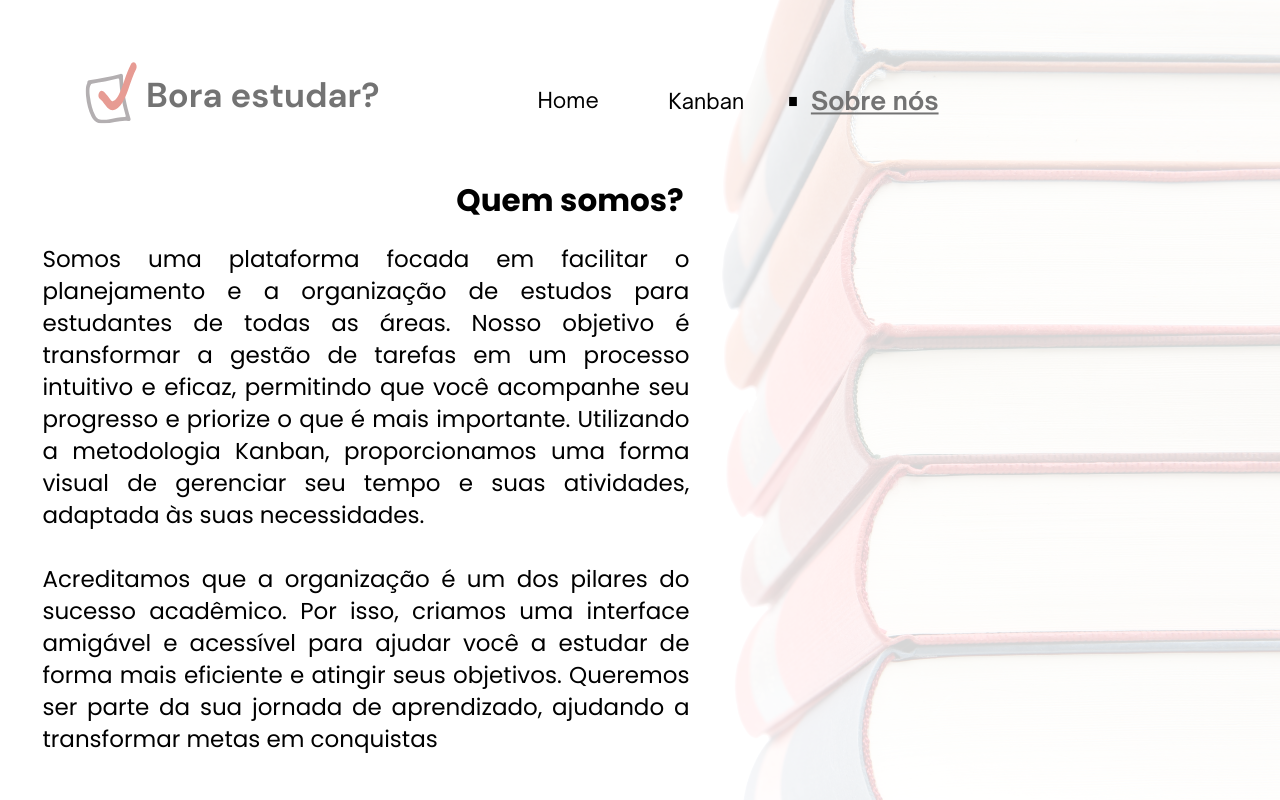 Bora estudar?
Home
Kanban
Sobre nós
Quem somos?
Somos uma plataforma focada em facilitar o
planejamento e a organização de estudos para
estudantes de todas as áreas. Nosso objetivo é
transformar a gestão de tarefas em um processo
intuitivo e eficaz, permitindo que você acompanhe seu
progresso e priorize o que é mais importante. Utilizando
a metodologia Kanban, proporcionamos uma forma
visual de gerenciar seu tempo e suas atividades,
adaptada às suas necessidades.
Acreditamos que a organização é um dos pilares do
sucesso acadêmico. Por isso, criamos uma interface
amigável e acessível para ajudar você a estudar de
forma mais eficiente e atingir seus objetivos. Queremos
ser parte da sua jornada de aprendizado, ajudando a
transformar metas em conquistas